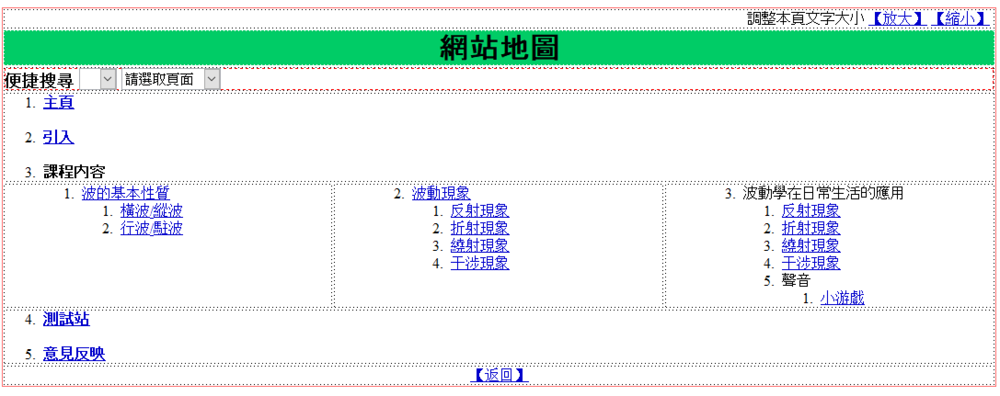 調整本頁文字大小 【放大】 【縮小】
網站地圖
便捷搜尋 請選取頁面
1. 主頁
2. 引入
3. 課程內容
1. 波的基本性質
1. 橫波/縱波
2. 行波/駐波
2. 波動現象
1. 反射現象
2. 折射現象
3. 繞射現象
4. 干涉現象
3. 波動學在日常生活的應用
1. 反射現象
2. 折射現象
3. 繞射現象
4. 干涉現象
5. 聲音
1. 小游戲
4. 測試站
5. 意見反映
【返回】